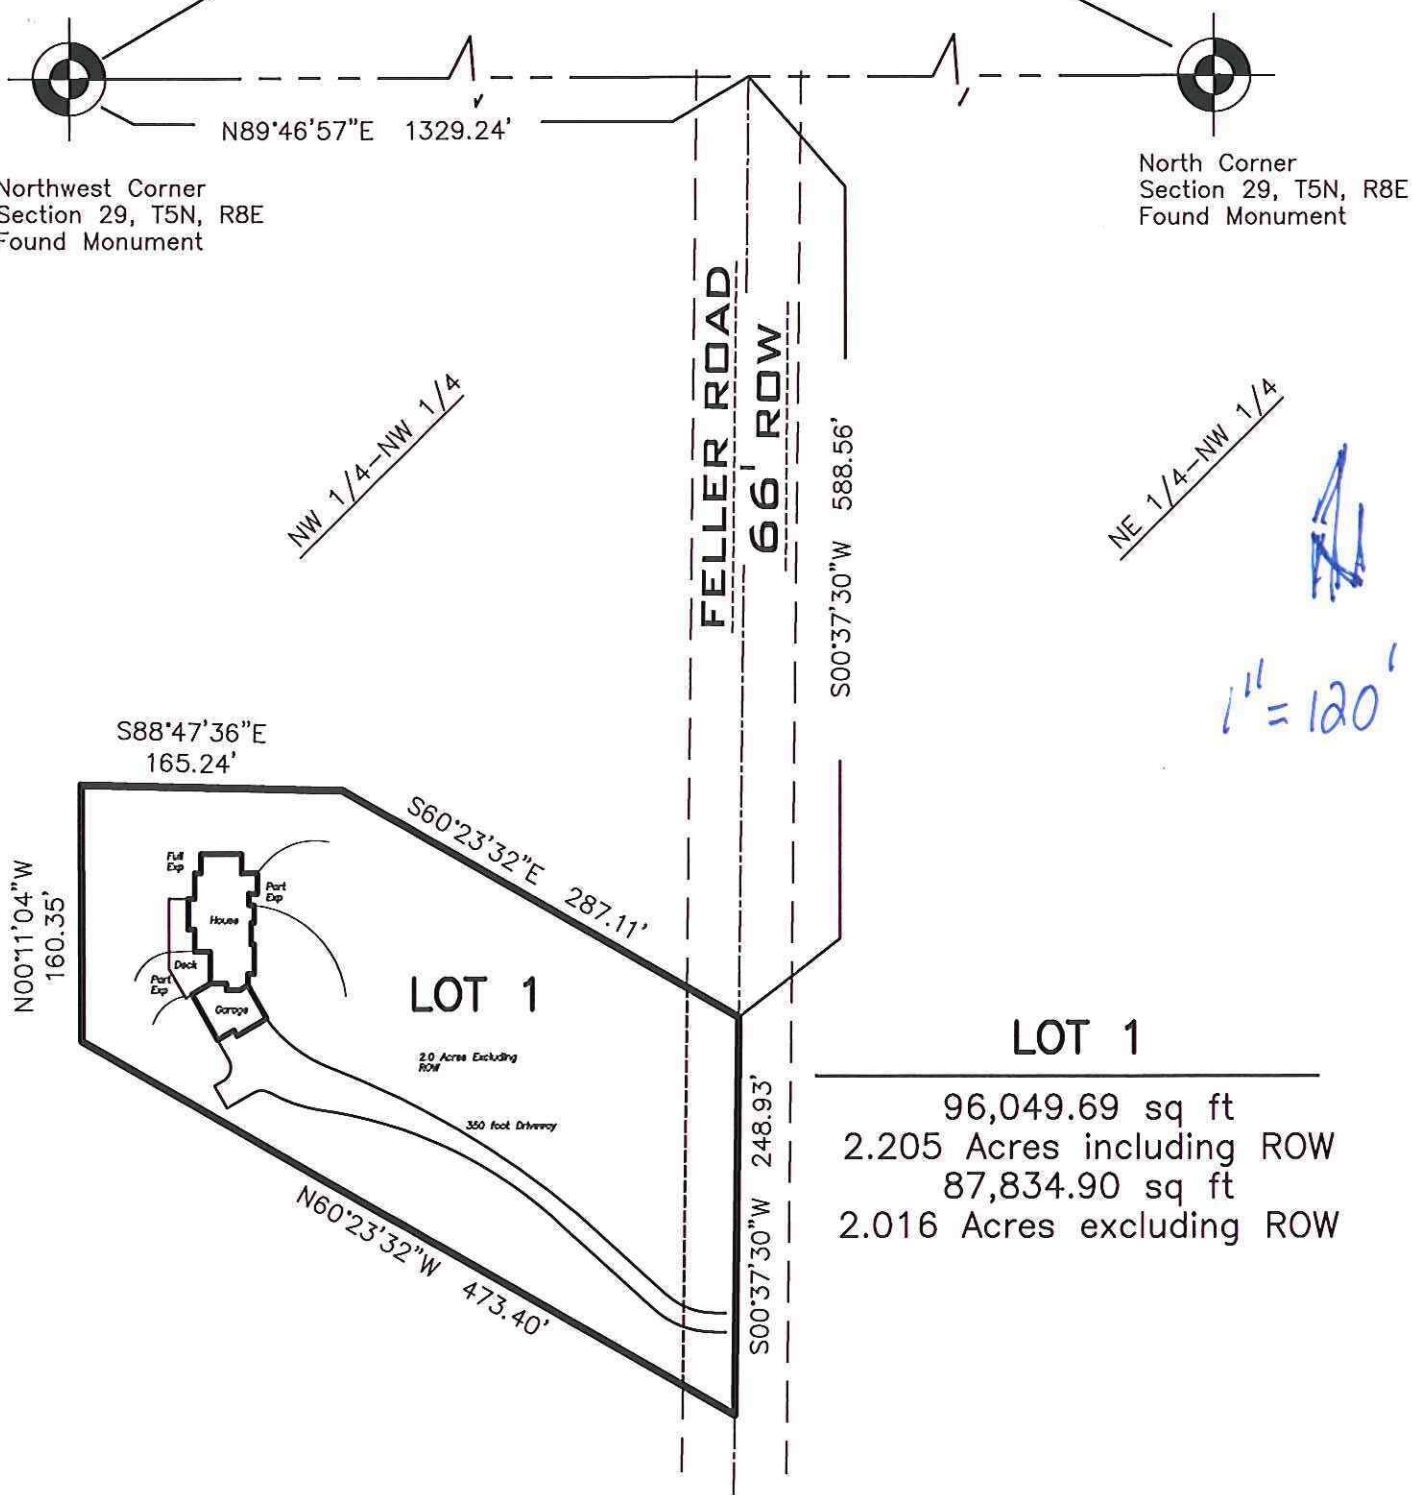 N89°46'57"E 1329.24'
Northwest Corner
Section 29, T5N, R8E
Found Monument
North Corner
Section 29, T5N, R8E
Found Monument
FELLER ROAD
66' ROW
NW 1/4-NW 1/4
NE 1/4-NW 1/4
S00°37'30"W 588.56'
1" = 120'
S88°47'36"E
165.24'
S60°23'32"E 287.11'
N00°11'04"W
160.35'
Full
Exp
Part
Exp
House
Deck
Part
Exp
Garage
LOT 1
2.0 Acres Excluding
ROW
350 foot Driveway
N60°23'32"W 473.40'
S00°37'30"W 248.93'
LOT 1
96,049.69 sq ft
2.205 Acres including ROW
87,834.90 sq ft
2.016 Acres excluding ROW